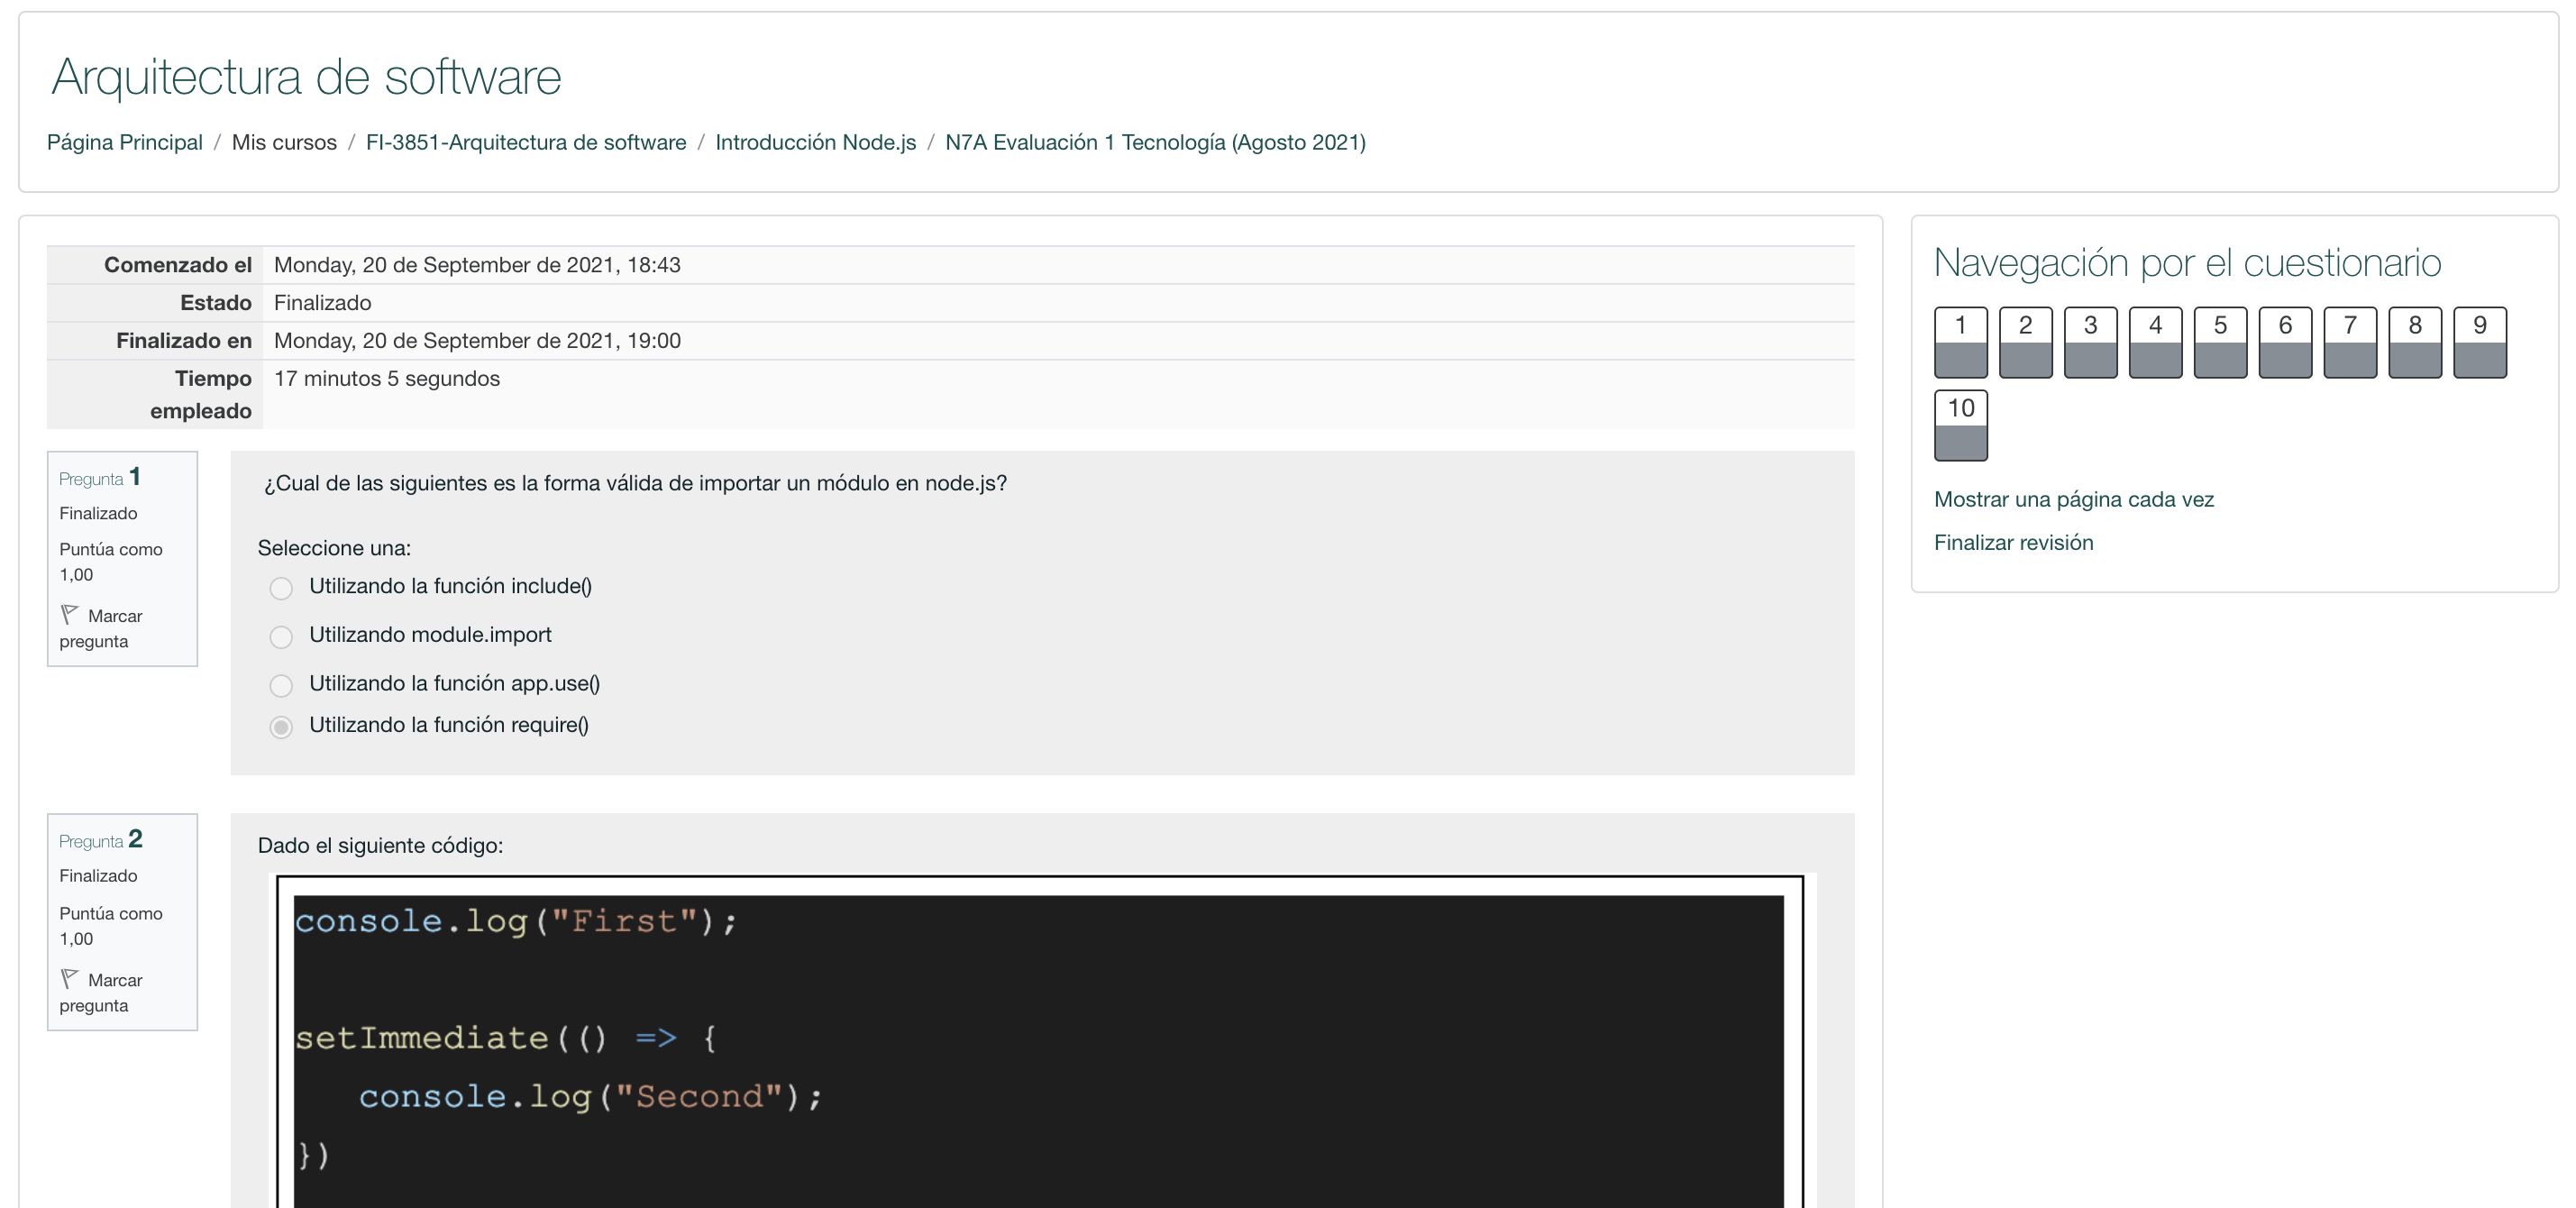 Arquitectura de software
Página Principal / Mis cursos / FI-3851-Arquitectura de software / Introducción Node.js / N7A Evaluación 1 Tecnología (Agosto 2021)
Comenzado el Monday, 20 de September de 2021, 18:43
Estado Finalizado
Finalizado en Monday, 20 de September de 2021, 19:00
Tiempo empleado 17 minutos 5 segundos
Pregunta 1
Finalizado
Puntúa como
1,00
Marcar
pregunta
¿Cual de las siguientes es la forma válida de importar un módulo en node.js?
Seleccione una:
Utilizando la función include()
Utilizando module.import
Utilizando la función app.use()
Utilizando la función require()
Pregunta 2
Finalizado
Puntúa como
1,00
Marcar
pregunta
Dado el siguiente código:
console.log("First");
setImmediate(() => {
console.log("Second");
})
Navegación por el cuestionario
1 2 3 4 5 6 7 8 9
10
Mostrar una página cada vez
Finalizar revisión